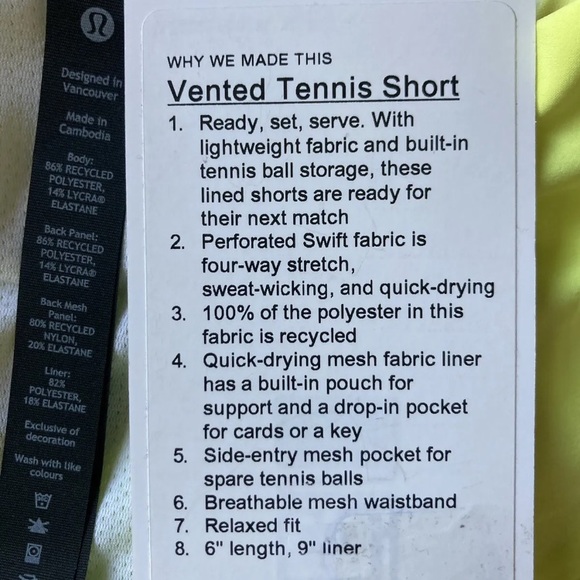 Designed in
Vancouver
Made in
Cambodia
Body:
86% RECYCLED
POLYESTER,
14% LYCRA®
ELASTANE
Back Panel:
86% RECYCLED
POLYESTER,
14% LYCRA®
ELASTANE
Back Mesh
Panel:
80% RECYCLED
NYLON,
20% ELASTANE
Liner:
82%
POLYESTER,
18% ELASTANE
Exclusive of
decoration
Wash with like
colours
WHY WE MADE THIS
Vented Tennis Short
1. Ready, set, serve. With
lightweight fabric and built-in
tennis ball storage, these
lined shorts are ready for
their next match
2. Perforated Swift fabric is
four-way stretch,
sweat-wicking, and quick-drying
3. 100% of the polyester in this
fabric is recycled
4. Quick-drying mesh fabric liner
has a built-in pouch for
support and a drop-in pocket
for cards or a key
5. Side-entry mesh pocket for
spare tennis balls
6. Breathable mesh waistband
7. Relaxed fit
8. 6" length, 9" liner